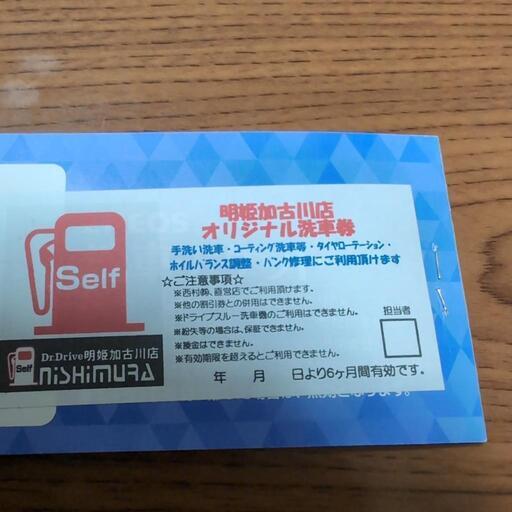 明姫加古川店
オリジナル洗車券
手洗い洗車・コーティング洗車等・タイヤローテーション・
ホイルバランス調整・パンク修理にご利用頂けます
☆ご注意事項☆
※西村㈱、直営店でご利用頂けます。
※他の割引券との併用はできません。
※ドライブスルー洗車機のご利用はできません。
※紛失等の場合は、保証できません。
※換金はできません。
※有効期限を超えるとご利用できません。
担当者
年 月 日より6ヶ月間有効です。
Self
Dr.Drive明姫加古川店
Self
NISHIMURA